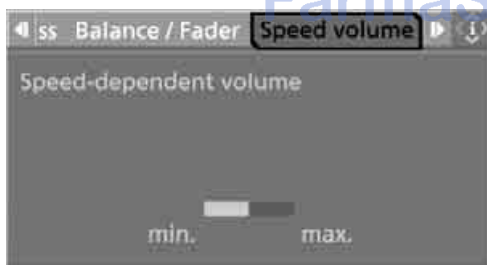 ss Balance / Fader Speed volume i
Speed-dependent volume
min. max.